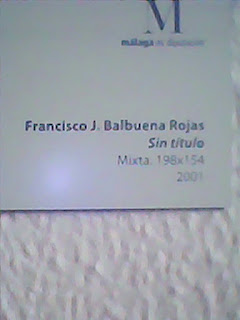 M
málaga.es diputación
Francisco J. Balbuena Rojas
Sin título
Mixta. 198x154
2001